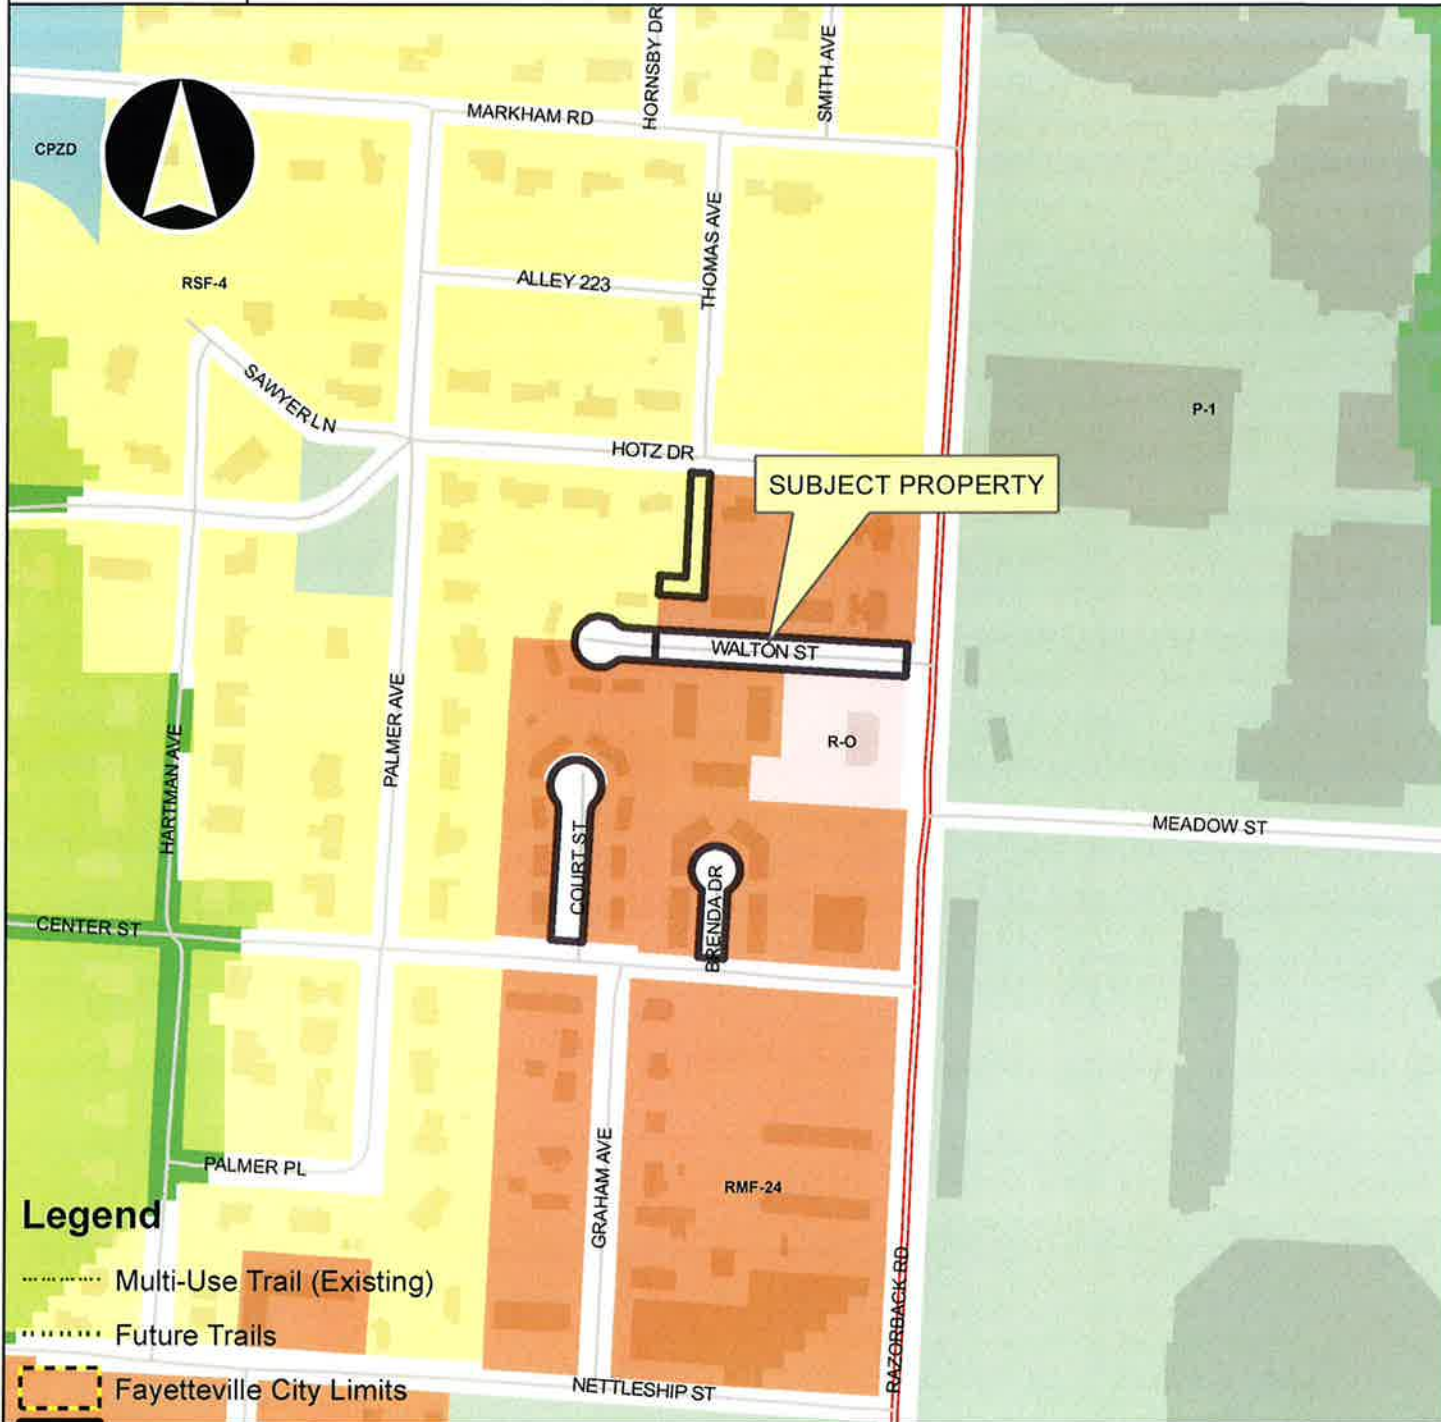 HORNSBY DR
SMITH AVE
MARKHAM RD
CPZD
THOMAS AVE
RSF-4
ALLEY 223
SAWYER LN
P-1
HOTZ DR
SUBJECT PROPERTY
WALTON ST
PALMER AVE
R-O
HARTMAN AVE
MEADOW ST
COURT ST
BRENDA DR
CENTER ST
PALMER PL
GRAHAM AVE
RMF-24
Legend
Multi-Use Trail (Existing)
RAZORBACK RD
Future Trails
Fayetteville City Limits
NETTLESHIP ST